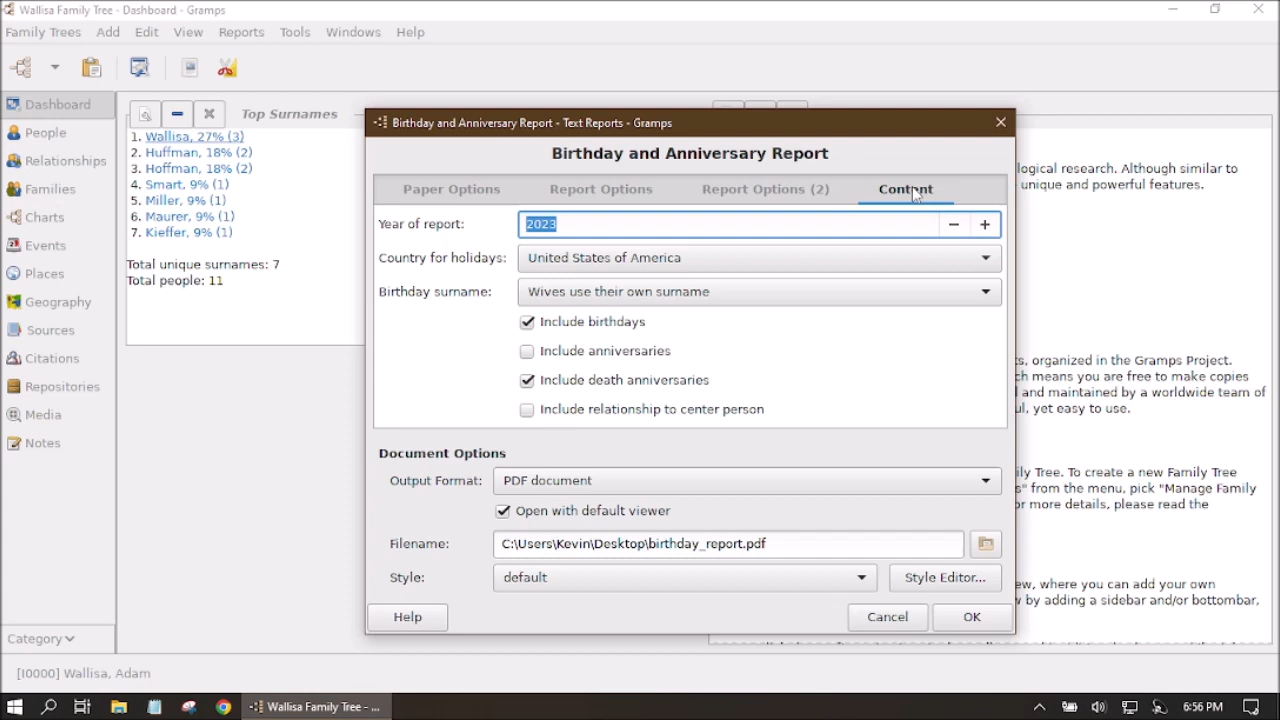 Wallisa Family Tree - Dashboard - Gramps
Family Trees Add Edit View Reports Tools Windows Help
Dashboard
People
Relationships
Families
Charts
Events
Places
Geography
Sources
Citations
Repositories
Media
Notes
Category
Top Surnames
1. Wallisa, 27% (3)
2. Huffman, 18% (2)
3. Hoffman, 18% (2)
4. Smart, 9% (1)
5. Miller, 9% (1)
6. Maurer, 9% (1)
7. Kieffer, 9% (1)
Total unique surnames: 7
Total people: 11
Birthday and Anniversary Report - Text Reports - Gramps
Birthday and Anniversary Report
Paper Options Report Options Report Options (2) Content
Year of report: 2023
Country for holidays: United States of America
Birthday surname: Wives use their own surname
Include birthdays
Include anniversaries
Include death anniversaries
Include relationship to center person
Document Options
Output Format: PDF document
Open with default viewer
Filename: C:\Users\Kevin\Desktop\birthday_report.pdf
Style: default Style Editor...
Help Cancel OK
ological research. Although similar to
unique and powerful features.
ts, organized in the Gramps Project.
ch means you are free to make copies
and maintained by a worldwide team of
ul, yet easy to use.
ily Tree. To create a new Family Tree
s" from the menu, pick "Manage Family
or more details, please read the
ew, where you can add your own
w by adding a sidebar and/or bottombar,
[I0000] Wallisa, Adam
Wallisa Family Tree - ...
6:56 PM